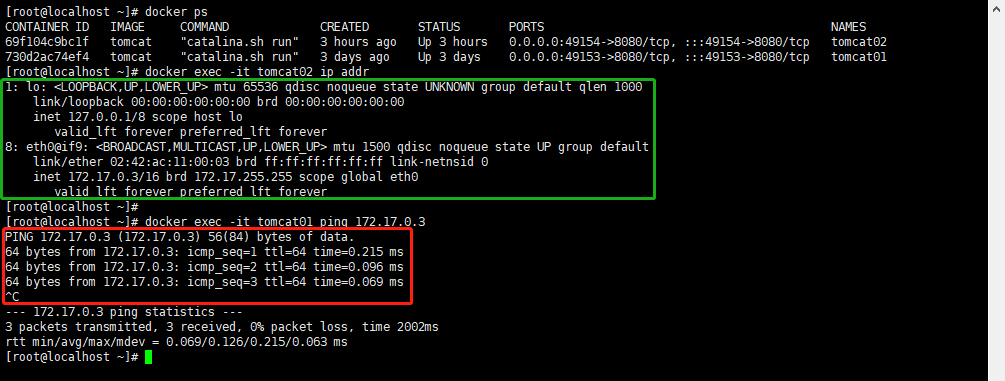 [root@localhost ~]# docker ps
CONTAINER ID   IMAGE     COMMAND             CREATED       STATUS       PORTS                                         NAMES
69f104c9bc1f   tomcat    "catalina.sh run"   3 hours ago   Up 3 hours   0.0.0.0:49154->8080/tcp, :::49154->8080/tcp   tomcat02
730d2ac74ef4   tomcat    "catalina.sh run"   3 days ago    Up 3 days    0.0.0.0:49153->8080/tcp, :::49153->8080/tcp   tomcat01
[root@localhost ~]# docker exec -it tomcat02 ip addr
1: lo: <LOOPBACK,UP,LOWER_UP> mtu 65536 qdisc noqueue state UNKNOWN group default qlen 1000
    link/loopback 00:00:00:00:00:00 brd 00:00:00:00:00:00
    inet 127.0.0.1/8 scope host lo
       valid_lft forever preferred_lft forever
8: eth0@if9: <BROADCAST,MULTICAST,UP,LOWER_UP> mtu 1500 qdisc noqueue state UP group default
    link/ether 02:42:ac:11:00:03 brd ff:ff:ff:ff:ff:ff link-netnsid 0
    inet 172.17.0.3/16 brd 172.17.255.255 scope global eth0
       valid_lft forever preferred_lft forever
[root@localhost ~]#
[root@localhost ~]# docker exec -it tomcat01 ping 172.17.0.3
PING 172.17.0.3 (172.17.0.3) 56(84) bytes of data.
64 bytes from 172.17.0.3: icmp_seq=1 ttl=64 time=0.215 ms
64 bytes from 172.17.0.3: icmp_seq=2 ttl=64 time=0.096 ms
64 bytes from 172.17.0.3: icmp_seq=3 ttl=64 time=0.069 ms
^C
--- 172.17.0.3 ping statistics ---
3 packets transmitted, 3 received, 0% packet loss, time 2002ms
rtt min/avg/max/mdev = 0.069/0.126/0.215/0.063 ms
[root@localhost ~]#